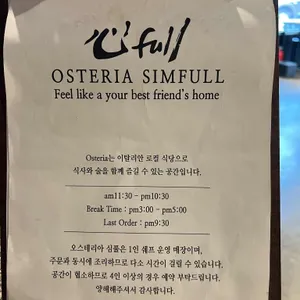 心full
OSTERIA SIMFULL
Feel like a your best friend's home
Osteria는 이탈리안 로컬 식당으로
식사와 술을 함께 즐길 수 있는 공간입니다.
am11:30 - pm10:30
Break Time : pm3:00 - pm5:00
Last Order : pm9:30
오스테리아 심풀은 1인 쉐프 운영 매장이며,
주문과 동시에 조리하므로 다소 시간이 걸릴 수 있습니다.
공간이 협소하므로 4인 이상의 경우 예약 부탁드립니다.
양해해주셔서 감사합니다.